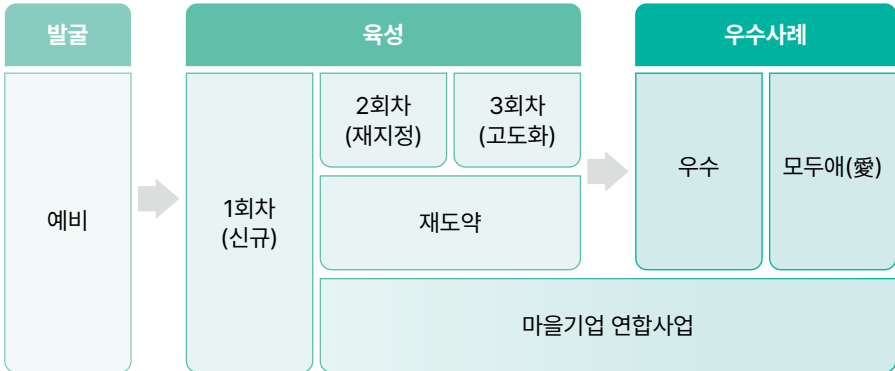 발굴
육성
우수사례
예비
1회차
(신규)
2회차
(재지정)
3회차
(고도화)
재도약
우수
모두애(愛)
마을기업 연합사업